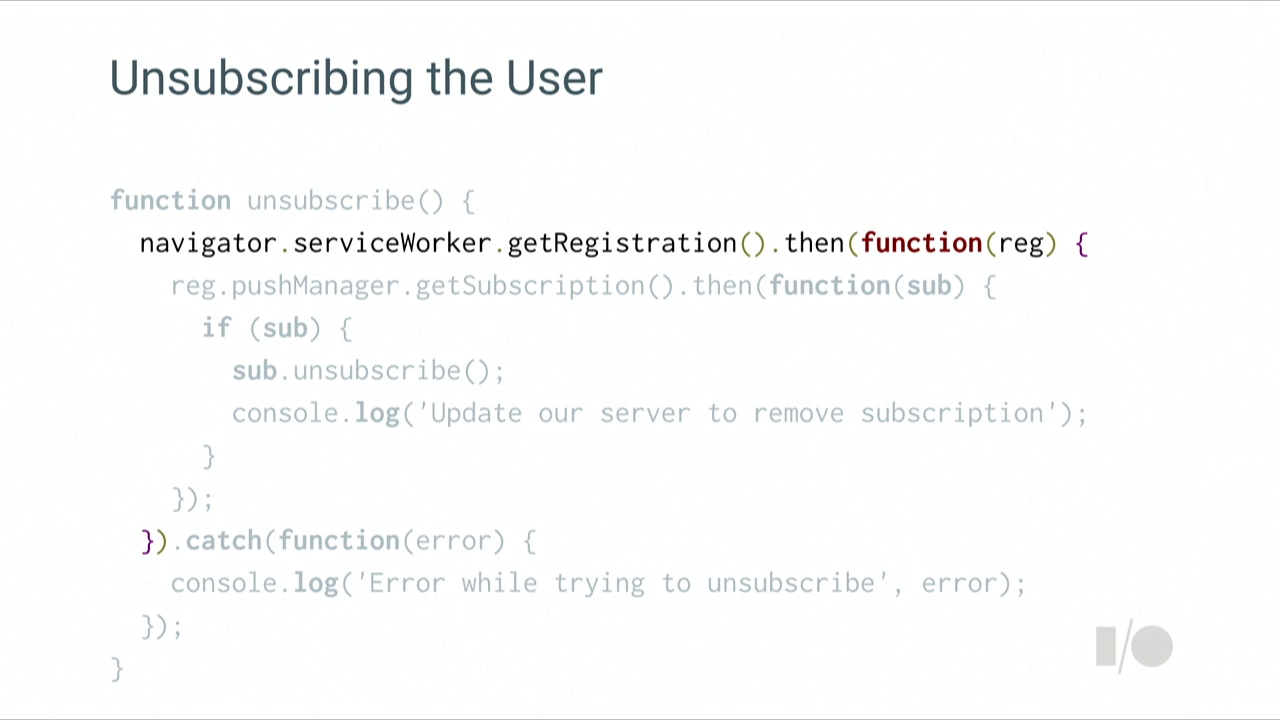 Unsubscribing the User
function unsubscribe() {
navigator.serviceWorker.getRegistration().then(function(reg) {
reg.pushManager.getSubscription().then(function(sub) {
if (sub) {
sub.unsubscribe();
console.log('Update our server to remove subscription');
}
});
}).catch(function(error) {
console.log('Error while trying to unsubscribe', error);
});
}
I/O